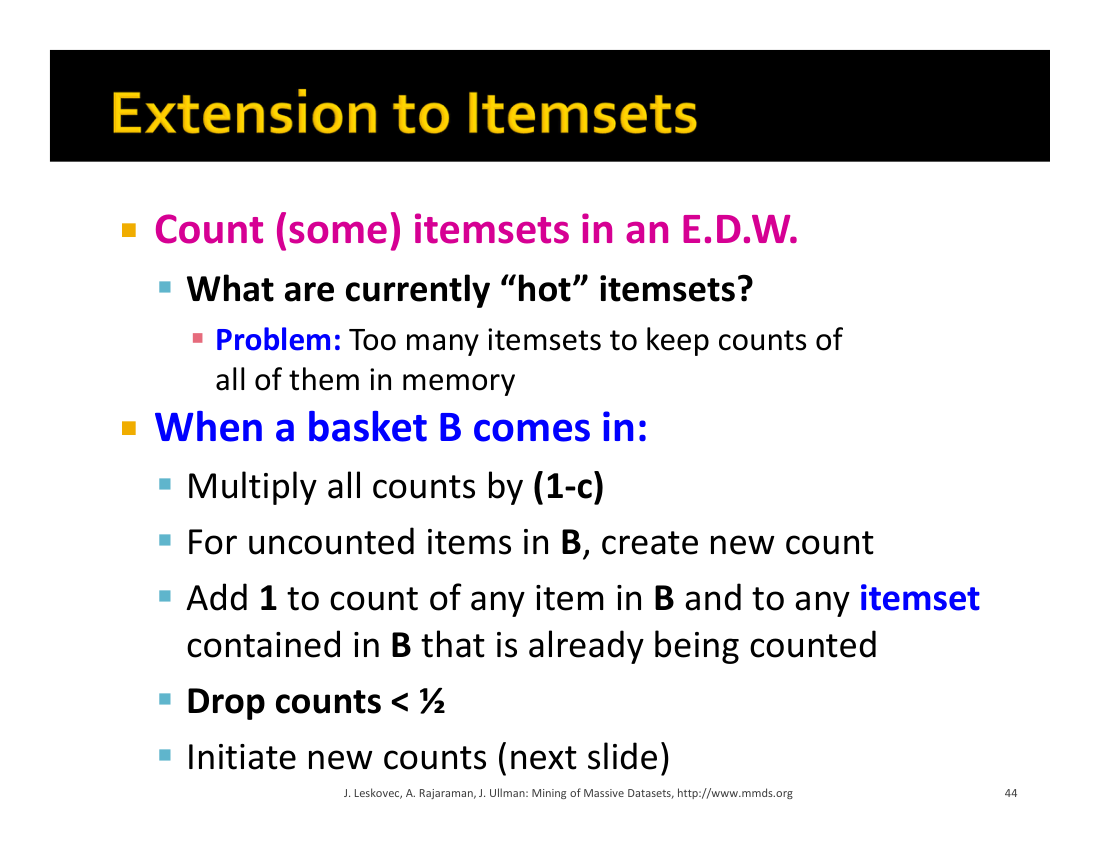 Extension to Itemsets
Count (some) itemsets in an E.D.W.
What are currently “hot” itemsets?
Problem: Too many itemsets to keep counts of
all of them in memory
When a basket B comes in:
Multiply all counts by (1-c)
For uncounted items in B, create new count
Add 1 to count of any item in B and to any itemset
contained in B that is already being counted
Drop counts < ½
Initiate new counts (next slide)
J. Leskovec, A. Rajaraman, J. Ullman: Mining of Massive Datasets, http://www.mmds.org
44